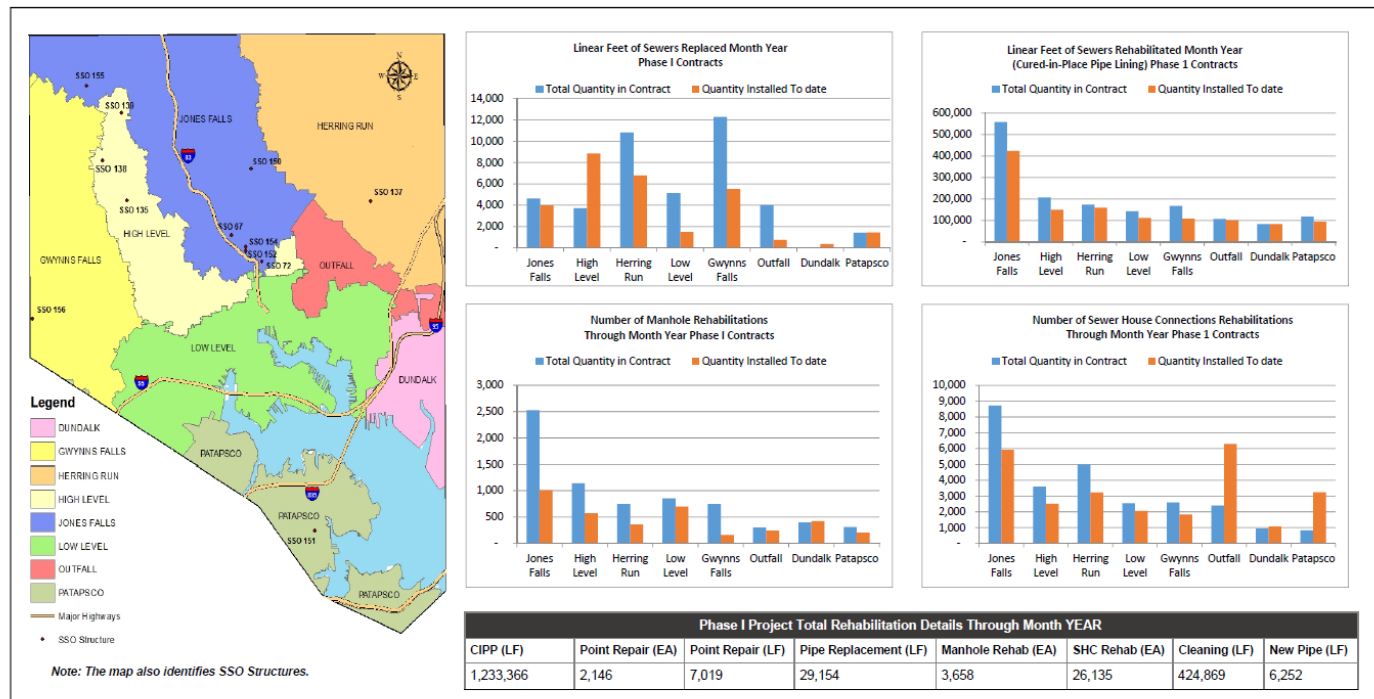 N
W
E
S
SSO 155
SSO 139
JONES FALLS
HERRING RUN
83
SSO 138
SSO 150
SSO 137
SSO 135
HIGH LEVEL
SSO 67
SSO 154
SSO 152
SSO 72
OUTFALL
GWYNNS FALLS
SSO 156
95
LOW LEVEL
DUNDALK
95
PATAPSCO
895
PATAPSCO
SSO 151
PATAPSCO
Legend
DUNDALK
GWYNNS FALLS
HERRING RUN
HIGH LEVEL
JONES FALLS
LOW LEVEL
OUTFALL
PATAPSCO
Major Highways
SSO Structure
Note: The map also identifies SSO Structures.
Linear Feet of Sewers Replaced Month Year
Phase I Contracts
Total Quantity in Contract Quantity Installed To date
14,000
12,000
10,000
8,000
6,000
4,000
2,000
-
Jones Falls High Level Herring Run Low Level Gwynns Falls Outfall Dundalk Patapsco
Linear Feet of Sewers Rehabilitated Month Year
(Cured-in-Place Pipe Lining) Phase 1 Contracts
Total Quantity in Contract Quantity Installed To date
600,000
500,000
400,000
300,000
200,000
100,000
-
Jones Falls High Level Herring Run Low Level Gwynns Falls Outfall Dundalk Patapsco
Number of Manhole Rehabilitations
Through Month Year Phase I Contracts
Total Quantity in Contract Quantity Installed To date
3,000
2,500
2,000
1,500
1,000
500
-
Jones Falls High Level Herring Run Low Level Gwynns Falls Outfall Dundalk Patapsco
Number of Sewer House Connections Rehabilitations
Through Month Year Phase 1 Contracts
Total Quantity in Contract Quantity Installed To date
10,000
9,000
8,000
7,000
6,000
5,000
4,000
3,000
2,000
1,000
-
Jones Falls High Level Herring Run Low Level Gwynns Falls Outfall Dundalk Patapsco
Phase I Project Total Rehabilitation Details Through Month YEAR
CIPP (LF) Point Repair (EA) Point Repair (LF) Pipe Replacement (LF) Manhole Rehab (EA) SHC Rehab (EA) Cleaning (LF) New Pipe (LF)
1,233,366 2,146 7,019 29,154 3,658 26,135 424,869 6,252